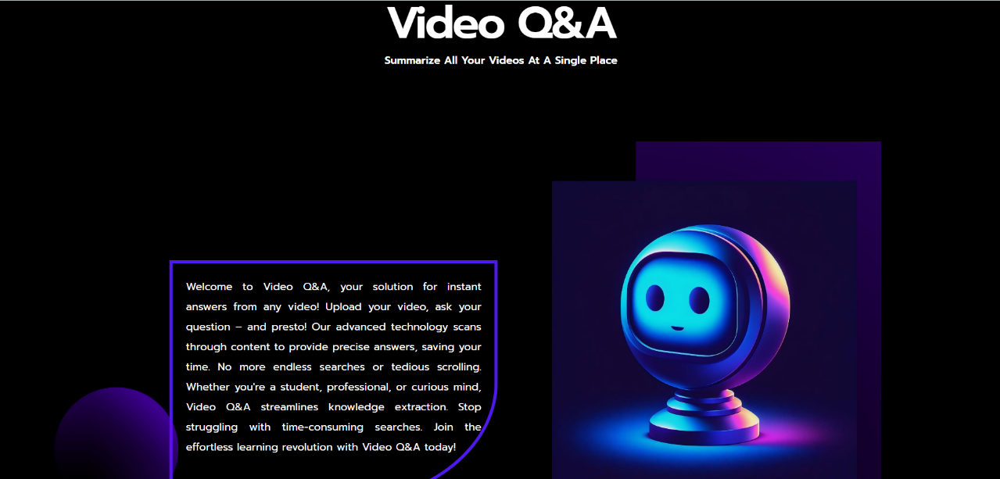 Video Q&A
Summarize All Your Videos At A Single Place
Welcome to Video Q&A, your solution for instant
answers from any video! Upload your video, ask your
question – and presto! Our advanced technology scans
through content to provide precise answers, saving your
time. No more endless searches or tedious scrolling.
Whether you're a student, professional, or curious mind,
Video Q&A streamlines knowledge extraction. Stop
struggling with time-consuming searches. Join the
effortless learning revolution with Video Q&A today!